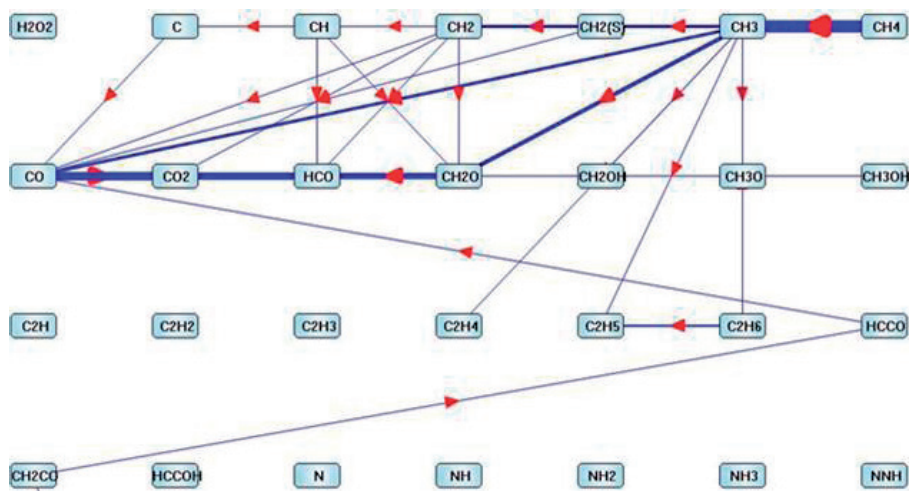 H2O2 C CH CH2 CH2(S) CH3 CH4
CO CO2 HCO CH2O CH2OH CH3O CH3OH
C2H C2H2 C2H3 C2H4 C2H5 C2H6 HCCO
CH2CO HCCOH N NH NH2 NH3 NNH